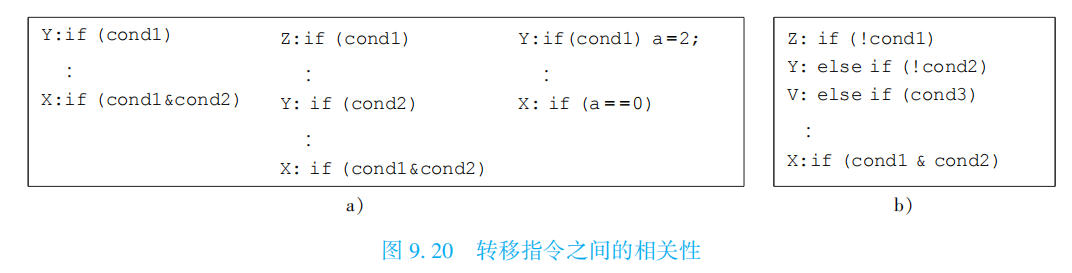 Y:if (cond1)
:
X:if (cond1&cond2)
Z:if (cond1)
:
Y: if (cond2)
:
X: if (cond1&cond2)
Y:if(cond1) a=2;
:
X: if (a==0)
a)
Z: if (!cond1)
Y: else if (!cond2)
V: else if (cond3)
:
X:if (cond1 & cond2)
b)
图 9.20 转移指令之间的相关性